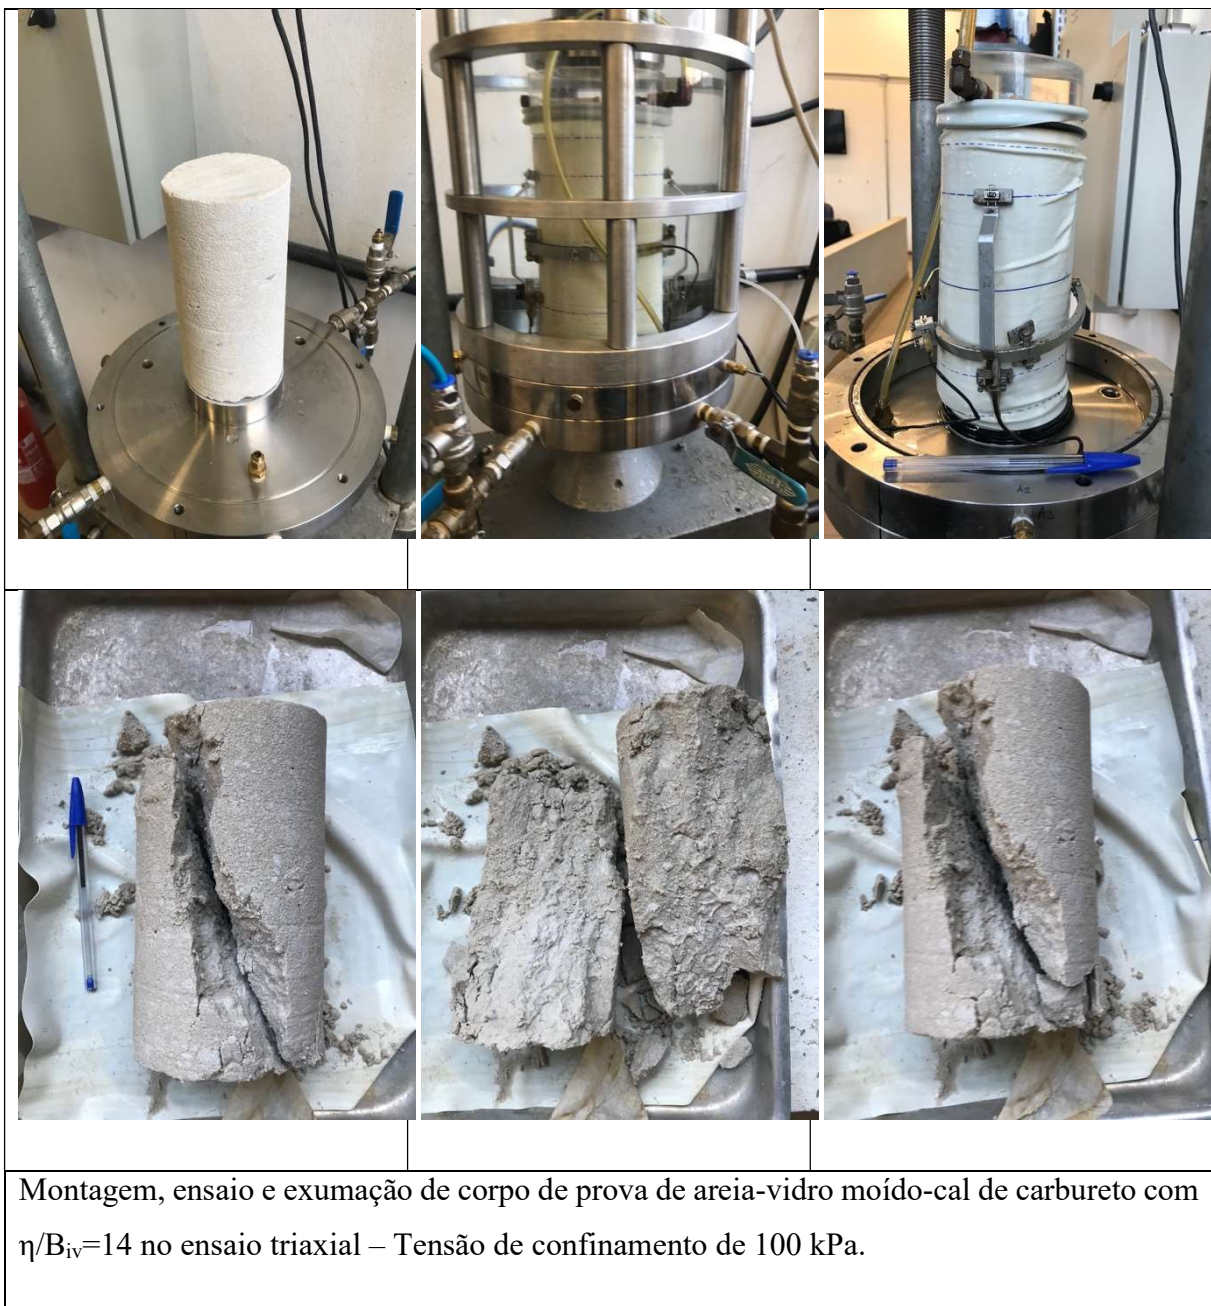 Montagem, ensaio e exumação de corpo de prova de areia-vidro moído-cal de carbureto com
η/Biv=14 no ensaio triaxial – Tensão de confinamento de 100 kPa.